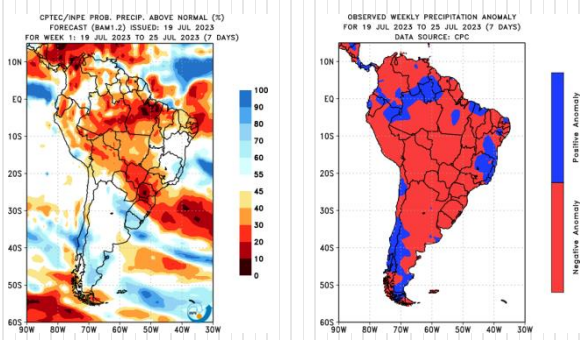 CPTEC/INPE PROB. PRECIP. ABOVE NORMAL (%)
FORECAST (BAM1.2) ISSUED: 19 JUL 2023
FOR WEEK 1: 19 JUL 2023 TO 25 JUL 2023 (7 DAYS)
10N
EQ
10S
20S
30S
40S
50S
60S
90W 80W 70W 60W 50W 40W 30W
100
90
80
70
60
55
45
40
30
20
10
0
OBSERVED WEEKLY PRECIPITATION ANOMALY
FOR 19 JUL 2023 TO 25 JUL 2023 (7 DAYS)
DATA SOURCE: CPC
10N
EQ
10S
20S
30S
40S
50S
60S
90W 80W 70W 60W 50W 40W 30W
Positive Anomaly
Negative Anomaly